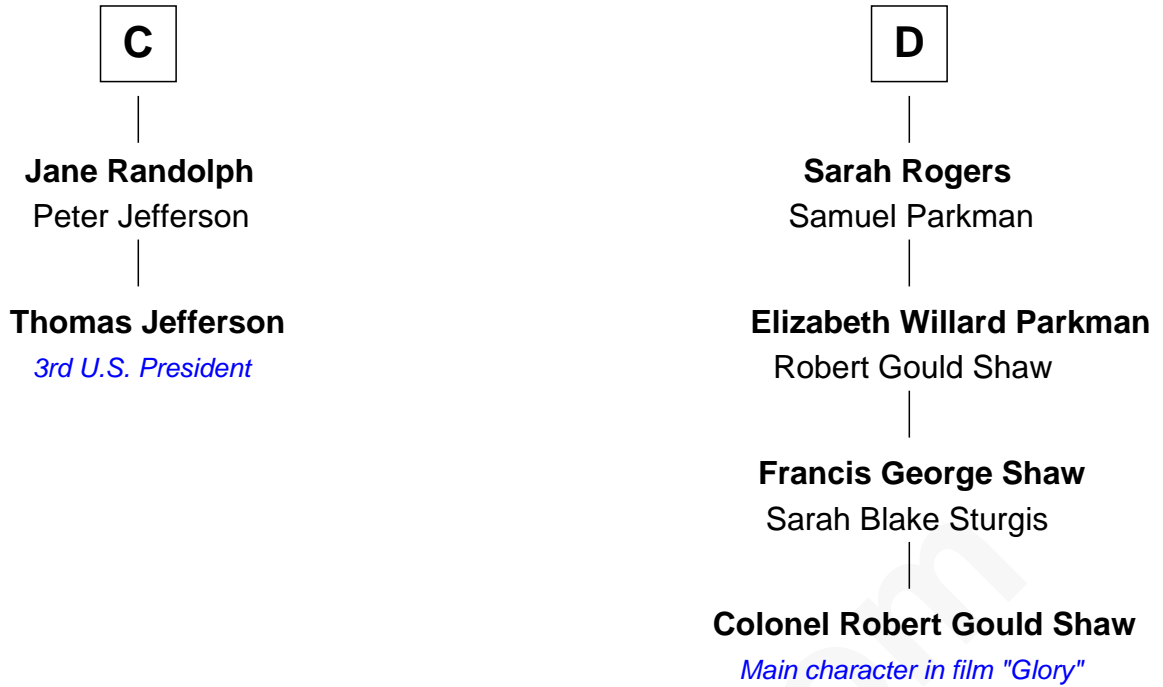 C
Jane Randolph
Peter Jefferson
Thomas Jefferson
3rd U.S. President
D
Sarah Rogers
Samuel Parkman
Elizabeth Willard Parkman
Robert Gould Shaw
Francis George Shaw
Sarah Blake Sturgis
Colonel Robert Gould Shaw
Main character in film "Glory"